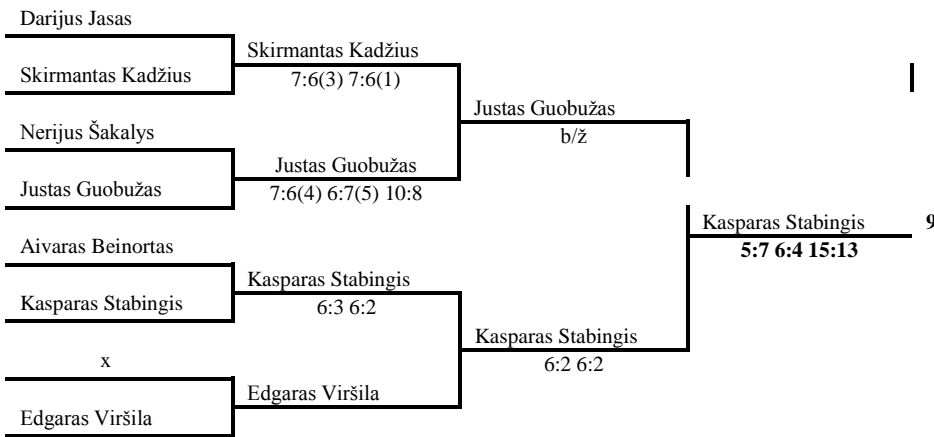 Darijus Jasas
Skirmantas Kadžius
Skirmantas Kadžius
7:6(3) 7:6(1)
Justas Guobužas
b/ž
Nerijus Šakalys
Justas Guobužas
Justas Guobužas
7:6(4) 6:7(5) 10:8
Kasparas Stabingis
9
5:7 6:4 15:13
Aivaras Beinortas
Kasparas Stabingis
Kasparas Stabingis
6:3 6:2
Kasparas Stabingis
6:2 6:2
x
Edgaras Viršila
Edgaras Viršila